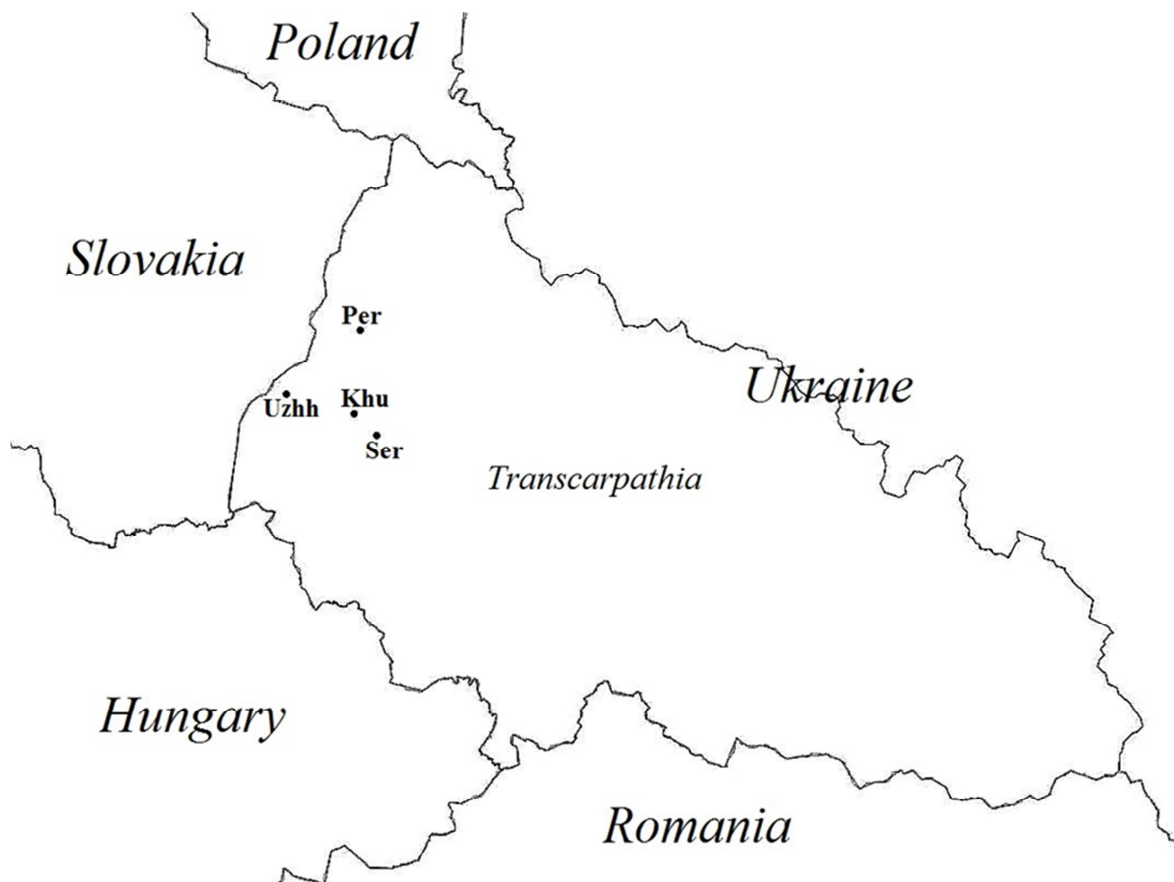 Poland
Slovakia
Per
Ukraine
Uzhh
Khu
Ser
Transcarpathia
Hungary
Romania